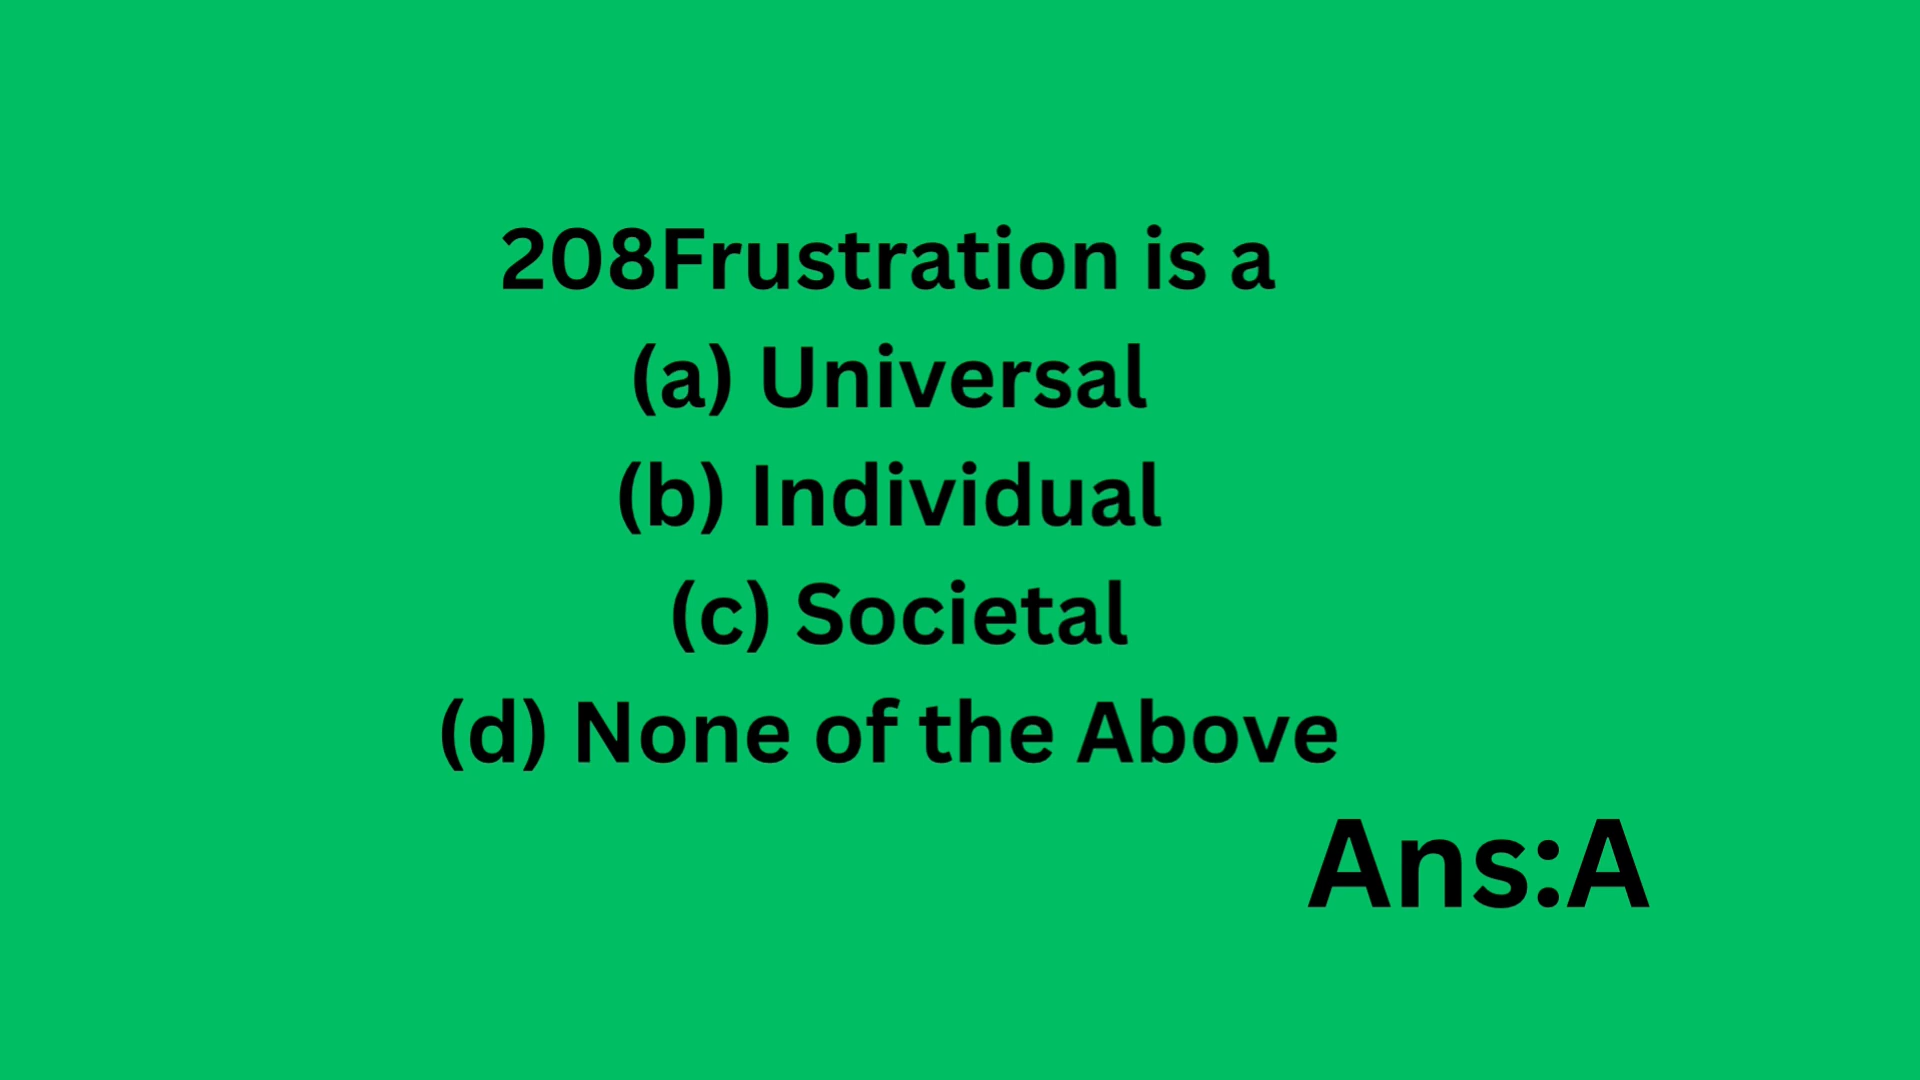 208Frustration is a
(a) Universal
(b) Individual
(c) Societal
(d) None of the Above
Ans:A